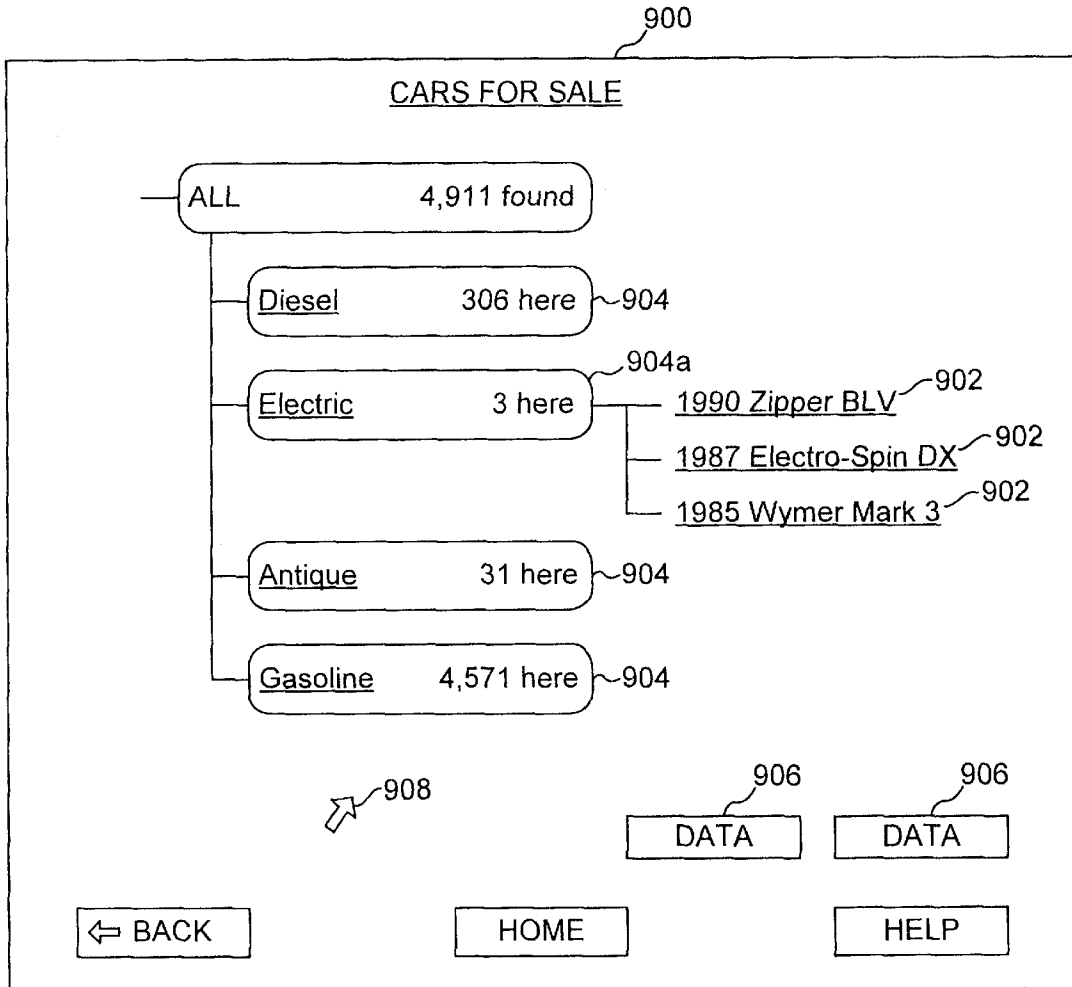 900
CARS FOR SALE
ALL 4,911 found
Diesel 306 here 904
904a
Electric 3 here 1990 Zipper BLV 902
1987 Electro-Spin DX 902
1985 Wymer Mark 3 902
Antique 31 here 904
Gasoline 4,571 here 904
908
906 906
DATA DATA
BACK HOME HELP